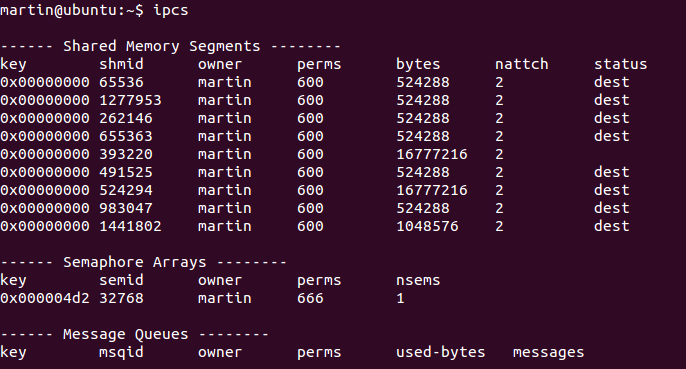 martin@ubuntu:~$ ipcs
------ Shared Memory Segments --------
key        shmid      owner      perms      bytes      nattch     status
0x00000000 65536      martin     600        524288     2          dest
0x00000000 1277953    martin     600        524288     2          dest
0x00000000 262146     martin     600        524288     2          dest
0x00000000 655363     martin     600        524288     2          dest
0x00000000 393220     martin     600        16777216   2
0x00000000 491525     martin     600        524288     2          dest
0x00000000 524294     martin     600        16777216   2          dest
0x00000000 983047     martin     600        524288     2          dest
0x00000000 1441802    martin     600        1048576    2          dest
------ Semaphore Arrays --------
key        semid      owner      perms      nsems
0x000004d2 32768      martin     666        1
------ Message Queues --------
key        msqid      owner      perms      used-bytes   messages